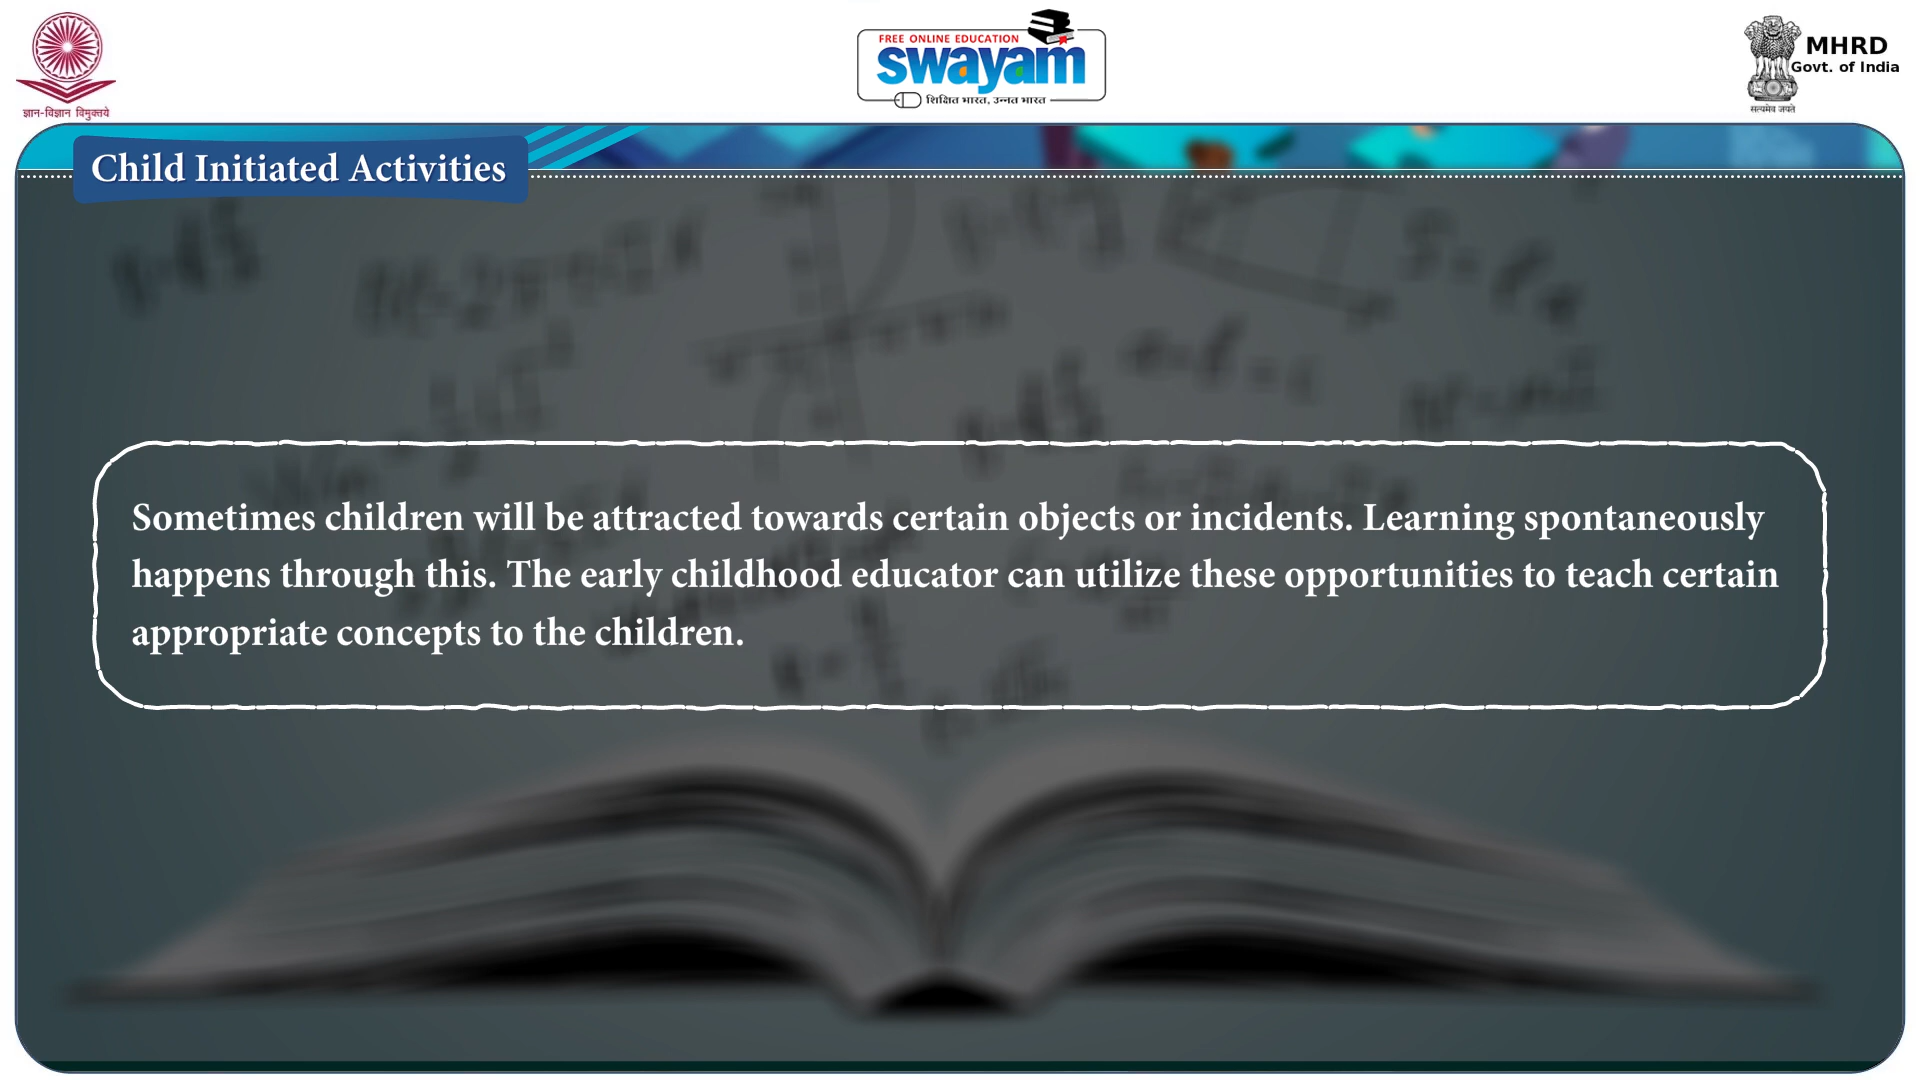 ज्ञान-विज्ञान विमुक्तये
FREE ONLINE EDUCATION
swayam
शिक्षित भारत, उन्नत भारत
MHRD
Govt. of India
सत्यमेव जयते
Child Initiated Activities
Sometimes children will be attracted towards certain objects or incidents. Learning spontaneously
happens through this. The early childhood educator can utilize these opportunities to teach certain
appropriate concepts to the children.